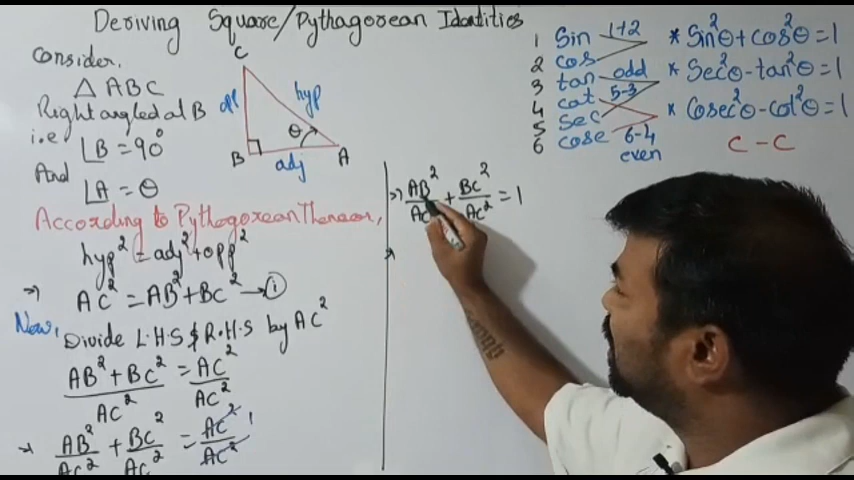 Deriving Square/Pythagorean Identities
Consider.
△ ABC
Right angled at B
i.e ∠B = 90°
And ∠A = θ
C
opp
hyp
θ
B
adj
A
According to Pythogorean Theorem,
hyp² = adj² + opp²
=> AC² = AB² + BC² → (i)
Now, Divide L.H.S & R.H.S by AC²
AB² + BC² / AC² = AC² / AC²
→ AB²/AC² + BC²/AC² = AC²/AC² 1
=> AB²/AC² + BC²/AC² = 1
→
1 Sin 1+2 * Sin²θ + cos²θ = 1
2 cos
3 tan odd * Sec²θ - tan²θ = 1
4 cot 5-3
5 sec * Cosec²θ - cot²θ = 1
6 cosec 6-4
even
C - C